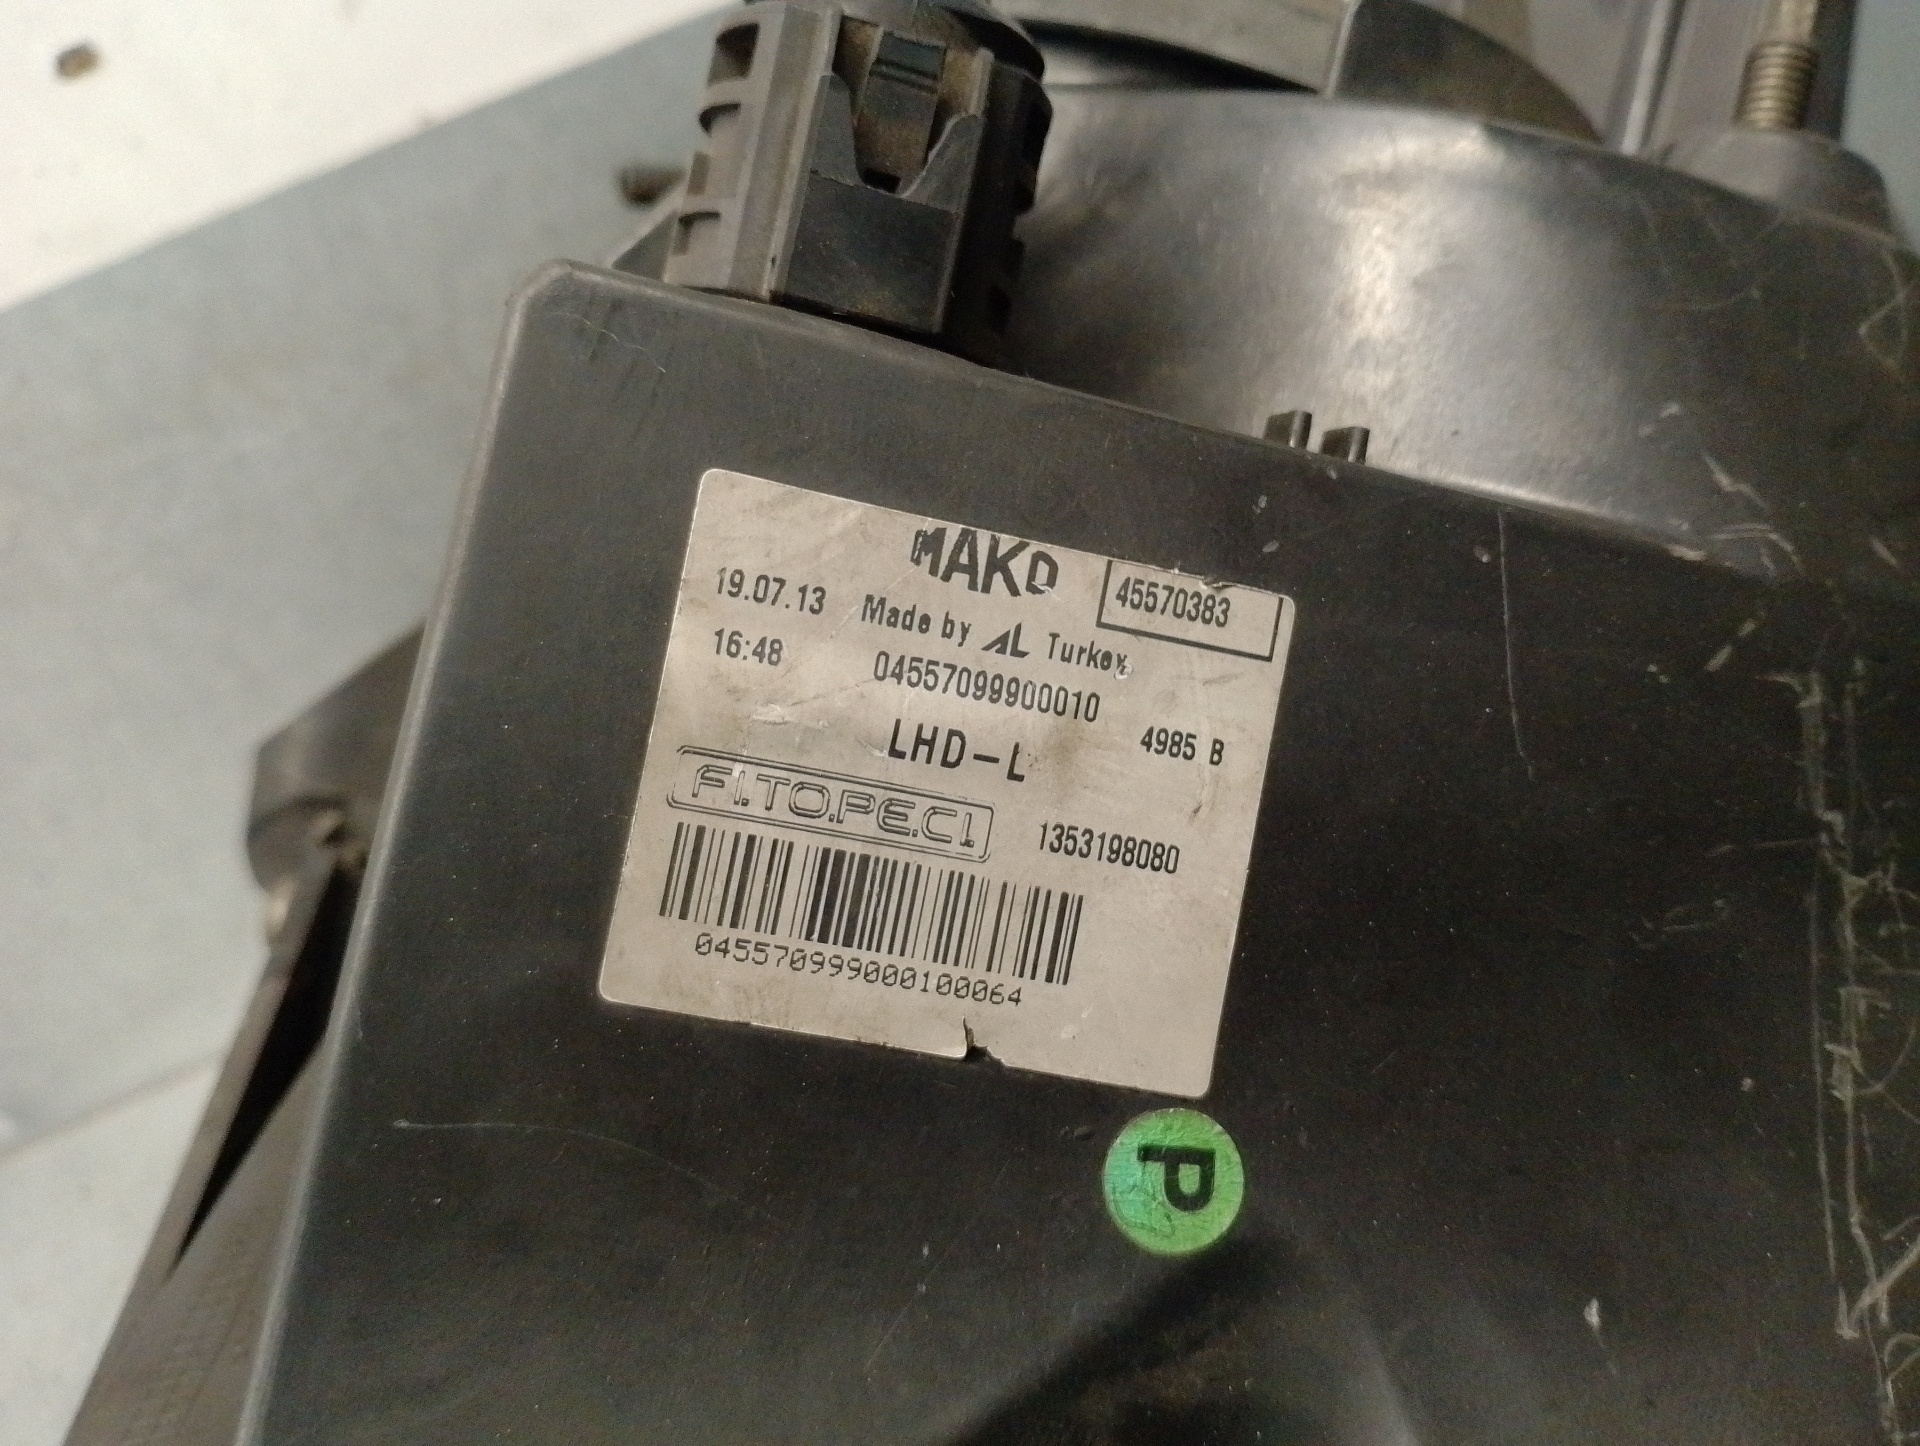 MAKO
45570383
19.07.13 Made by AL Turkey
16:48 04557099900010
LHD-L 4985 B
FI.TO.PE.CI.
1353198080
04557099900100064
P